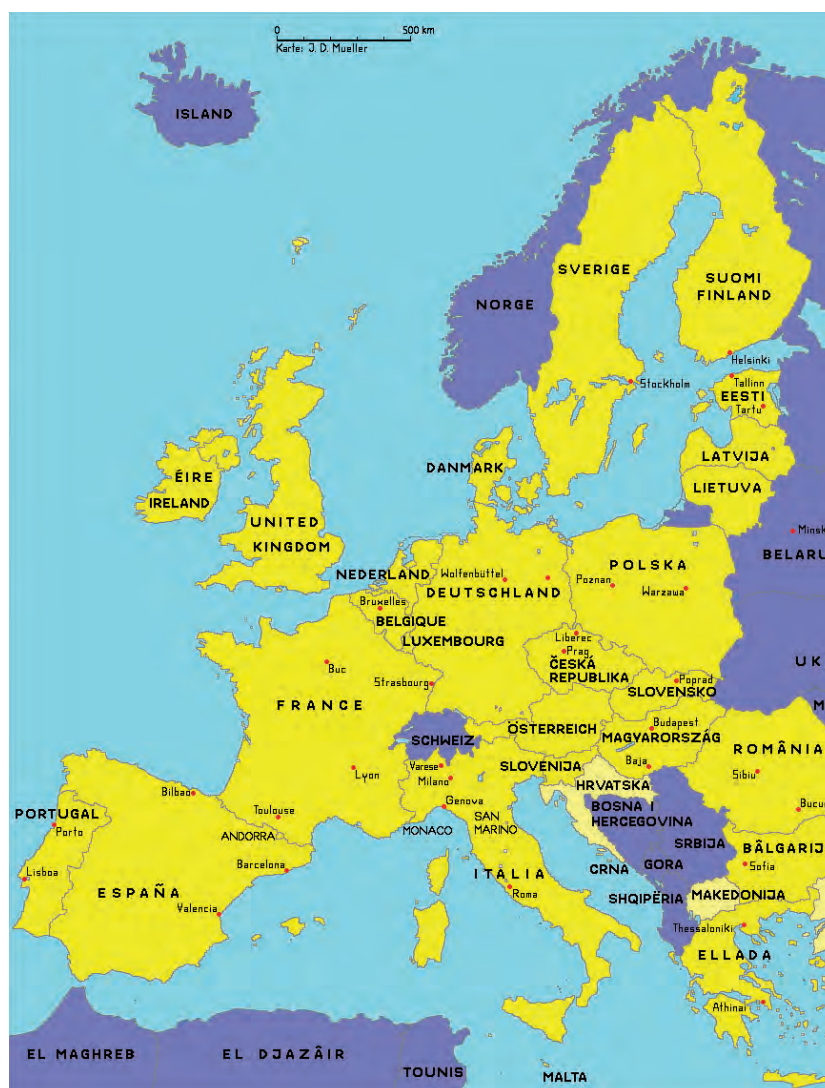 0 500 km
Karte: J. D. Mueller
ISLAND
SVERIGE
SUOMI
FINLAND
NORGE
Helsinki
Stockholm
Tallinn
EESTI
Tartu
LATVIJA
LIETUVA
DANMARK
ÉIRE
IRELAND
UNITED
KINGDOM
Minsk
BELARU
NEDERLAND
Wolfenbüttel
DEUTSCHLAND
POLSKA
Poznan
Warzawa
Bruxelles
BELGIQUE
LUXEMBOURG
Liberec
Prag
ČESKÁ
REPUBLIKA
Poprad
SLOVENSKO
UK
M
Buc
Strasbourg
FRANCE
ÖSTERREICH
Budapest
MAGYARORSZÁG
SCHWEIZ
ROMÂNIA
Lyon
Varese
Milano
SLOVENIJA
Baja
Sibiu
HRVATSKA
Bilbao
Toulouse
Genova
SAN
MARINO
MONACO
BOSNA I
HERCEGOVINA
Bucu
PORTUGAL
Porto
ANDORRA
SRBIJA
BÂLGARIJ
Sofia
Barcelona
CRNA GORA
ITÁLIA
Roma
Lisboa
ESPAÑA
Valencia
SHQIPËRIA
MAKEDONIJA
Thessaloniki
ELLADA
Athinai
EL MAGHREB
EL DJAZÂIR
TOUNIS
MALTA